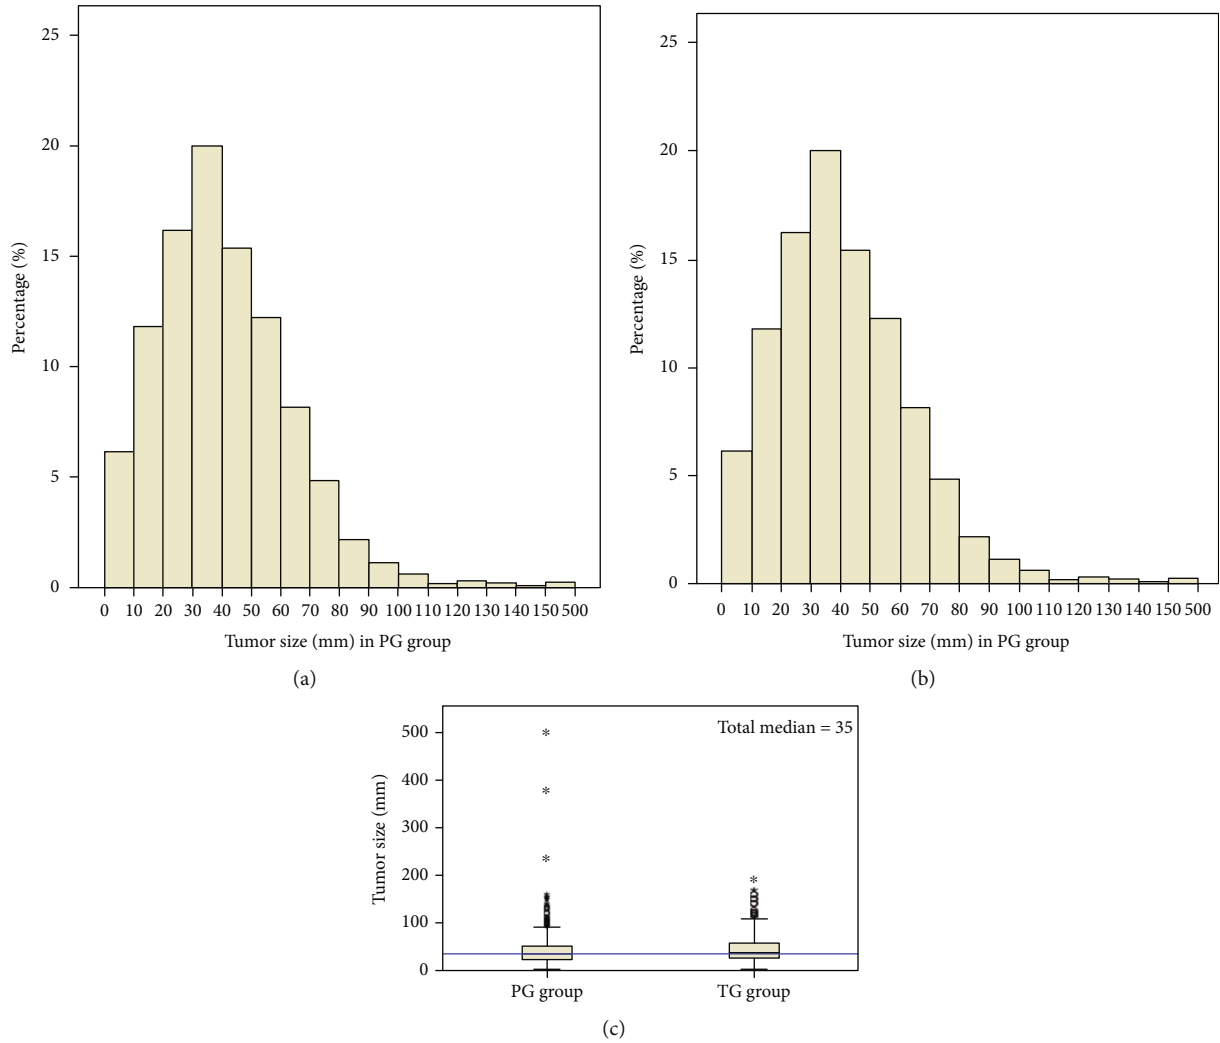 25
20
15
10
5
0
Percentage (%)
0 10 20 30 40 50 60 70 80 90 100 110 120 130 140 150 500
Tumor size (mm) in PG group
(a)
25
20
15
10
5
0
Percentage (%)
0 10 20 30 40 50 60 70 80 90 100 110 120 130 140 150 500
Tumor size (mm) in PG group
(b)
Total median = 35
500
400
300
200
100
0
Tumor size (mm)
PG group TG group
(c)